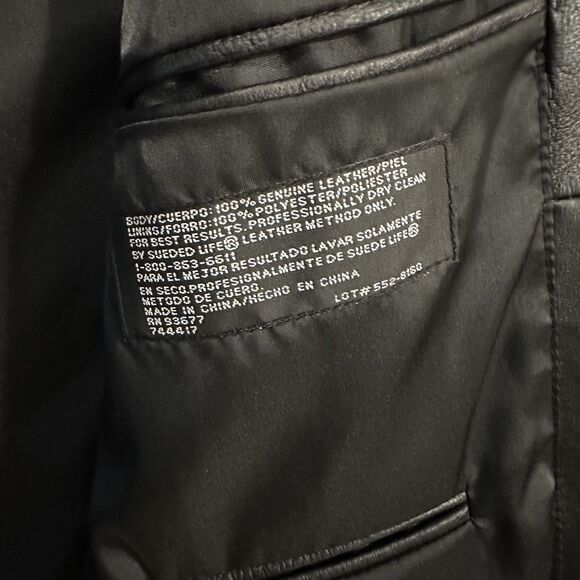 BODY/CUERPO:100% GENUINE LEATHER/PIEL
LINING/FORRO:100% POLYESTER/POLIESTER
FOR BEST RESULTS. PROFESSIONALLY DRY CLEAN
BY SUEDED LIFE® LEATHER METHOD ONLY.
1-800-853-6611
PARA EL MEJOR RESULTADO LAVAR SOLAMENTE
EN SECO.PROFESIONALMENTE DE SUEDE LIFE®
METODO DE CUERO.
MADE IN CHINA/HECHO EN CHINA
RN 93677 LOT# 552-8160
744417